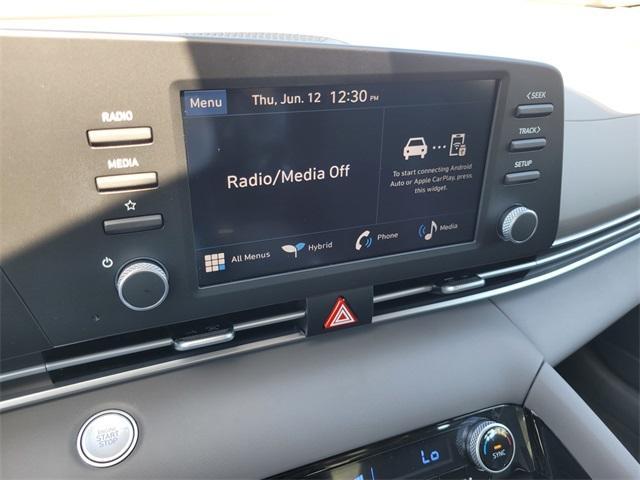 RADIO
MEDIA
Menu
Thu, Jun. 12 12:30 PM
Radio/Media Off
To start connecting Android
Auto or Apple CarPlay, press
this widget.
All Menus
Hybrid
Phone
Media
< SEEK
TRACK >
SETUP
ENGINE
START
STOP
Lo
SYNC